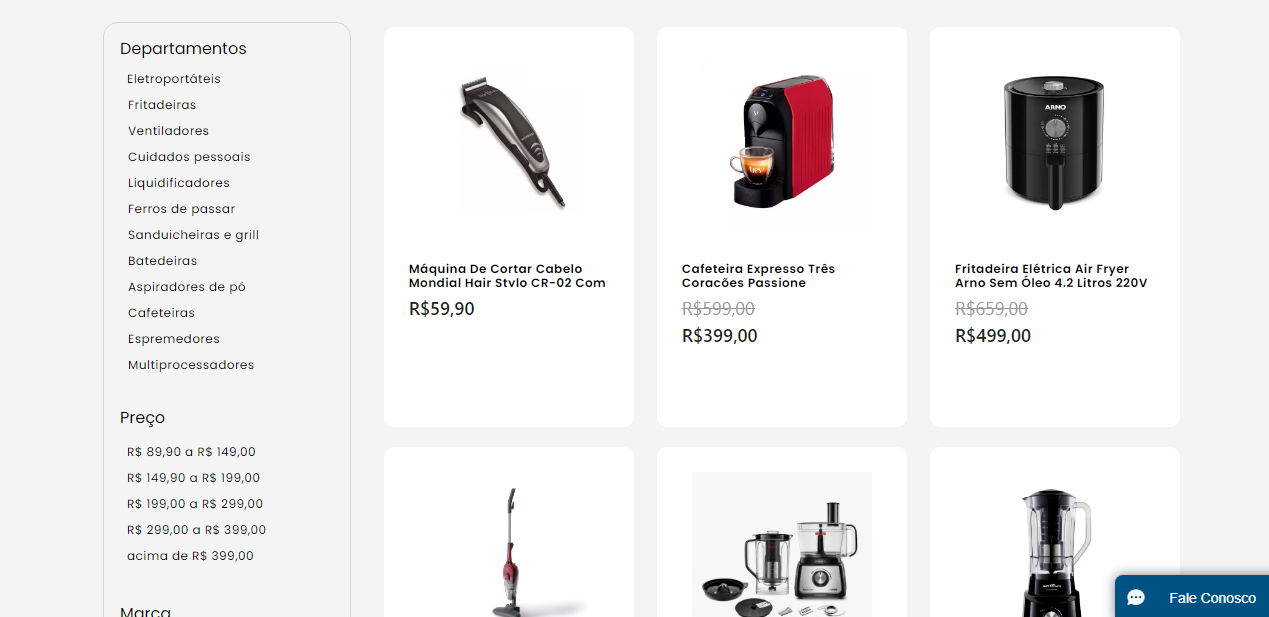 Departamentos
Eletroportáteis
Fritadeiras
Ventiladores
Cuidados pessoais
Liquidificadores
Ferros de passar
Sanduicheiras e grill
Batedeiras
Aspiradores de pó
Cafeteiras
Espremedores
Multiprocessadores
Preço
R$ 89,90 a R$ 149,00
R$ 149,90 a R$ 199,00
R$ 199,00 a R$ 299,00
R$ 299,00 a R$ 399,00
acima de R$ 399,00
Marca
Máquina De Cortar Cabelo
Mondial Hair Stylo CR-02 Com
R$59,90
Cafeteira Expresso Três
Corações Passione
R$599,00
R$399,00
ARNO
Fritadeira Elétrica Air Fryer
Arno Sem Óleo 4.2 Litros 220V
R$659,00
R$499,00
Fale Conosco